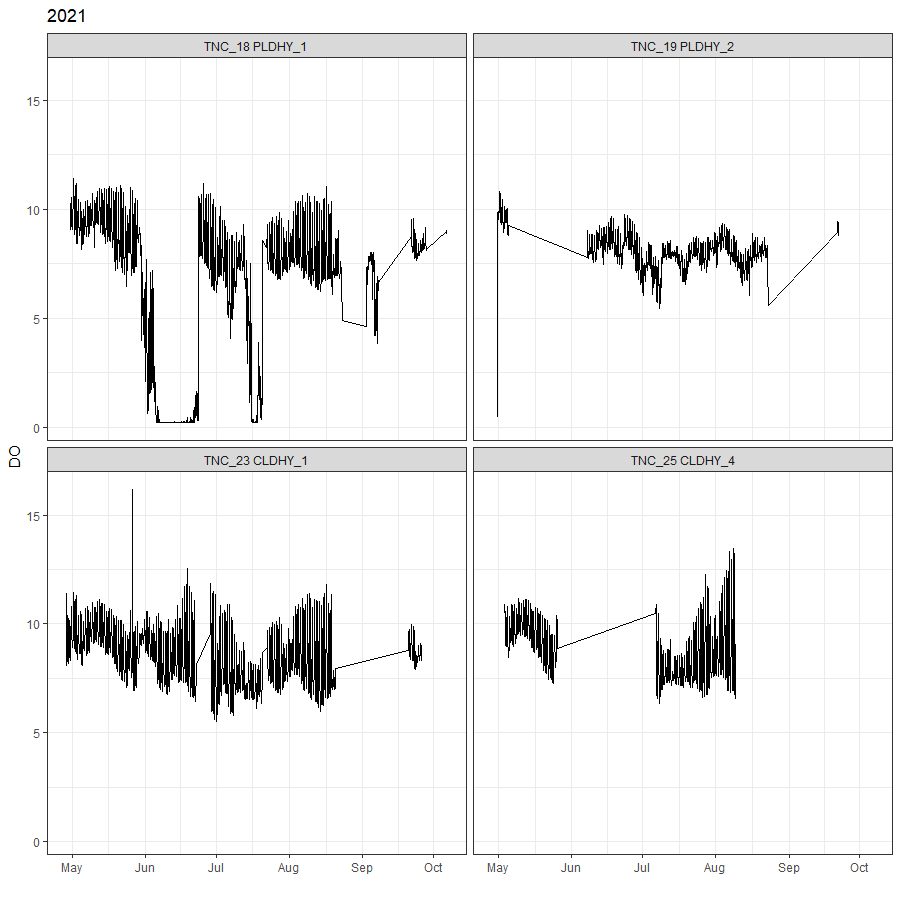 2021
TNC_18 PLDHY_1
TNC_19 PLDHY_2
15
10
5
0
DO
TNC_23 CLDHY_1
TNC_25 CLDHY_4
15
10
5
0
May Jun Jul Aug Sep Oct
May Jun Jul Aug Sep Oct